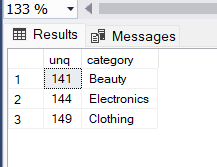 133 %
Results Messages
unq category
1 141 Beauty
2 144 Electronics
3 149 Clothing